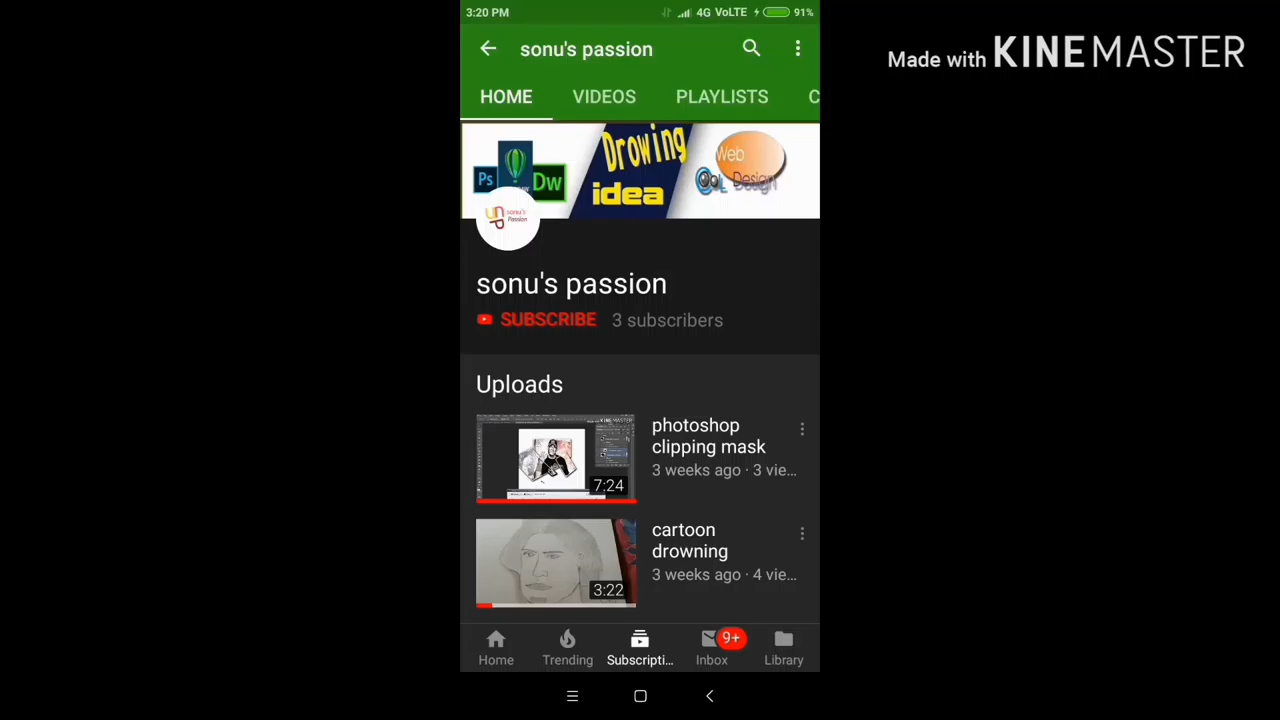 3:20 PM 4G VoLTE 91%
Made with KINEMASTER
sonu's passion
HOME VIDEOS PLAYLISTS C
Ps Dw
Drowing
idea
Web
Design
sonu's
Passion
sonu's passion
SUBSCRIBE 3 subscribers
Uploads
photoshop
clipping mask
3 weeks ago · 3 vie...
7:24
cartoon
drowning
3 weeks ago · 4 vie...
3:22
9+
Home Trending Subscripti... Inbox Library